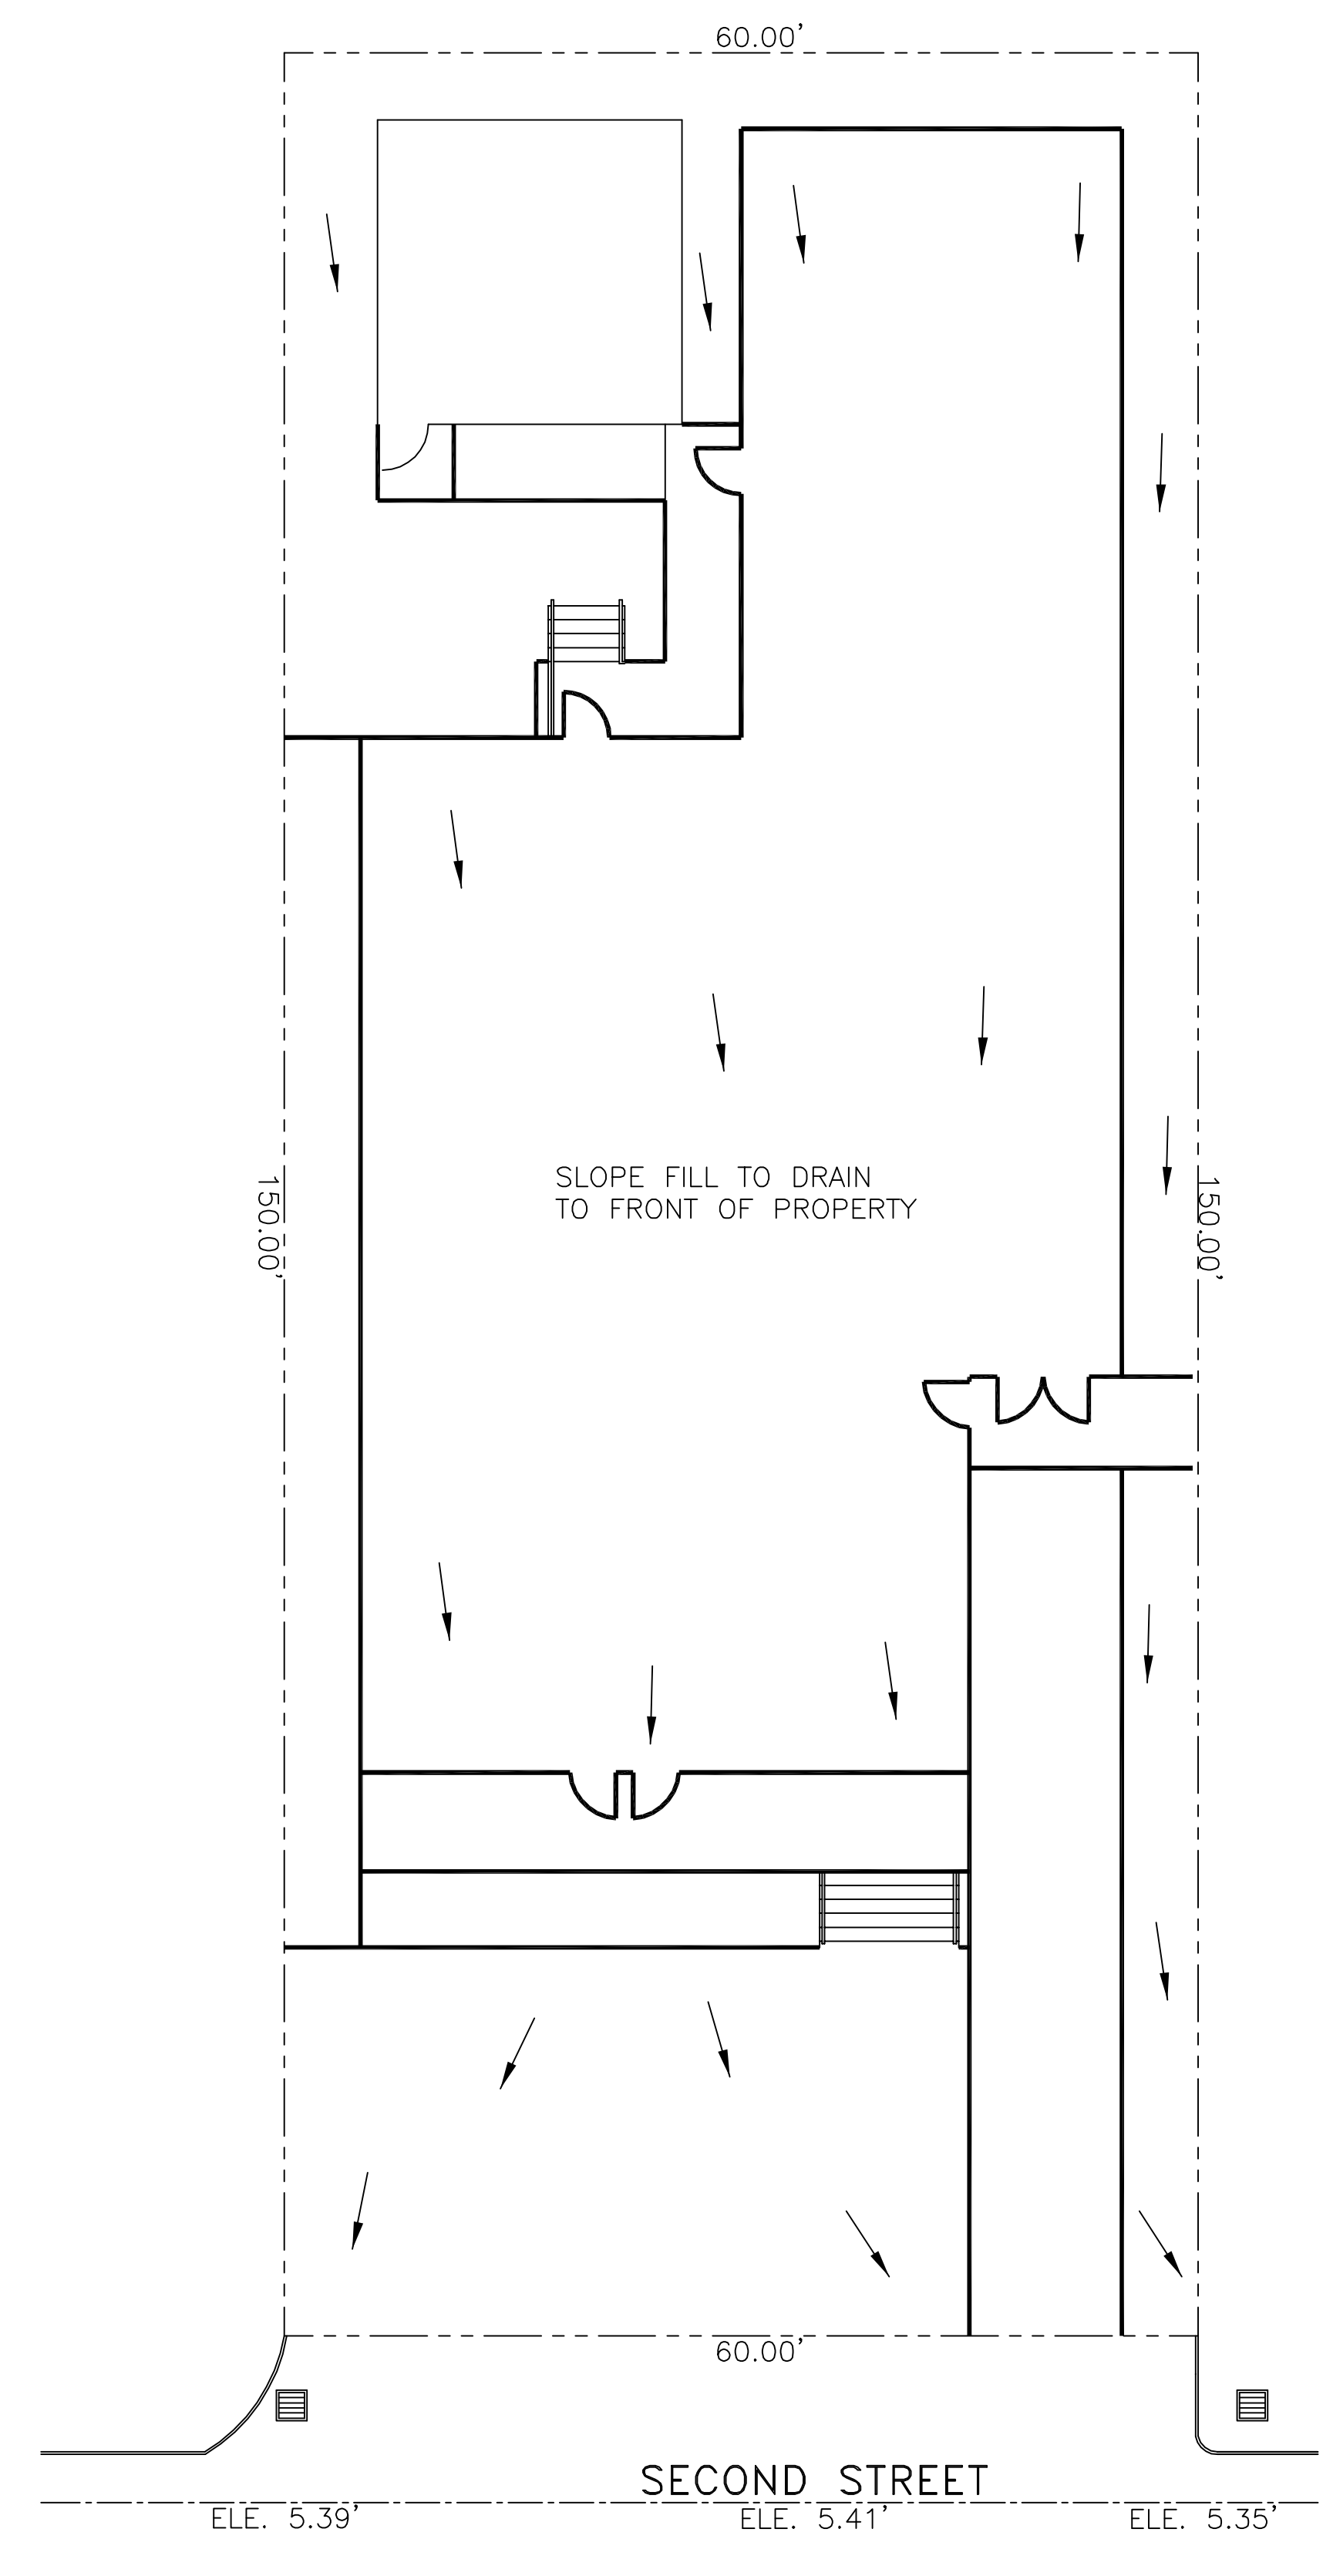 60.00'
SLOPE FILL TO DRAIN
TO FRONT OF PROPERTY
150.00'
150.00'
60.00'
SECOND STREET
ELE. 5.39'
ELE. 5.41'
ELE. 5.35'